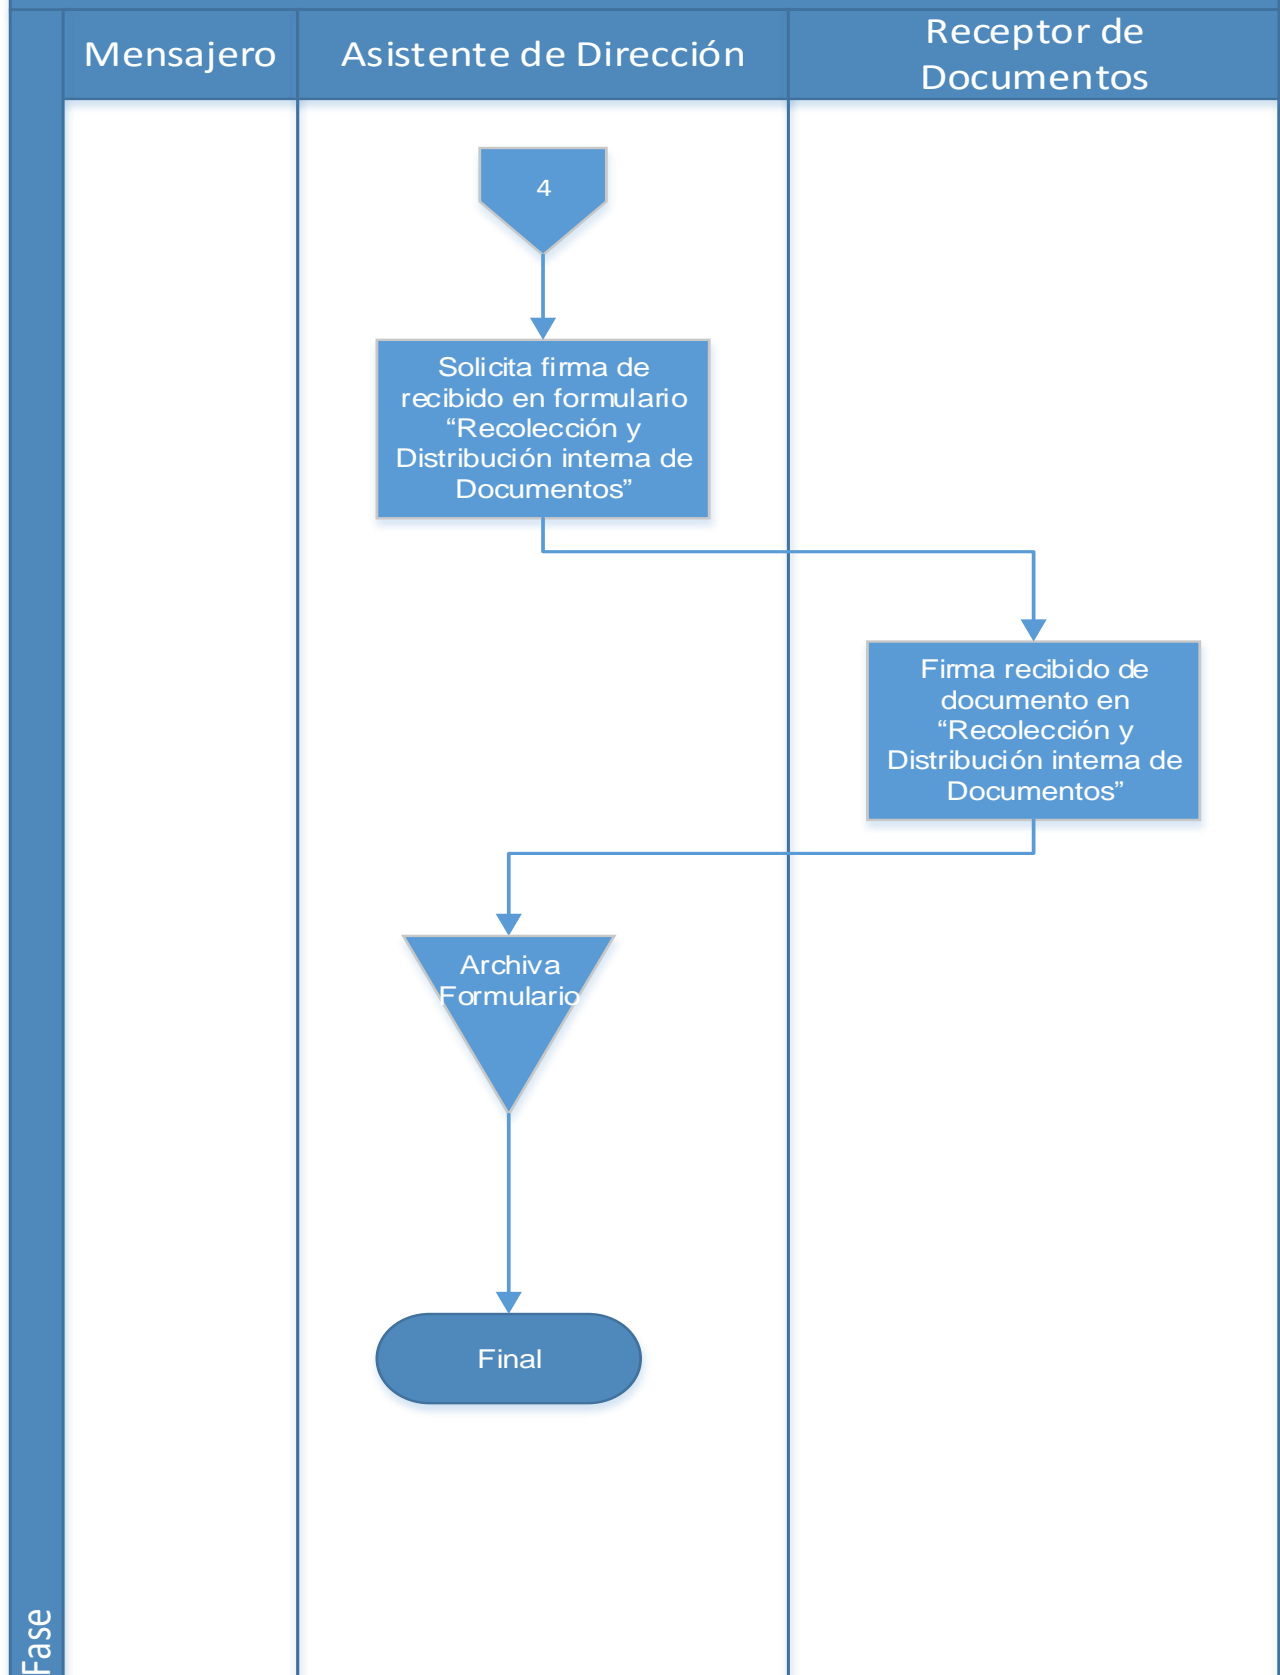 Mensajero
Asistente de Dirección
Receptor de
Documentos
4
Solicita firma de
recibido en formulario
“Recolección y
Distribución interna de
Documentos”
Firma recibido de
documento en
“Recolección y
Distribución interna de
Documentos”
Archiva
Formulario
Final
Fase